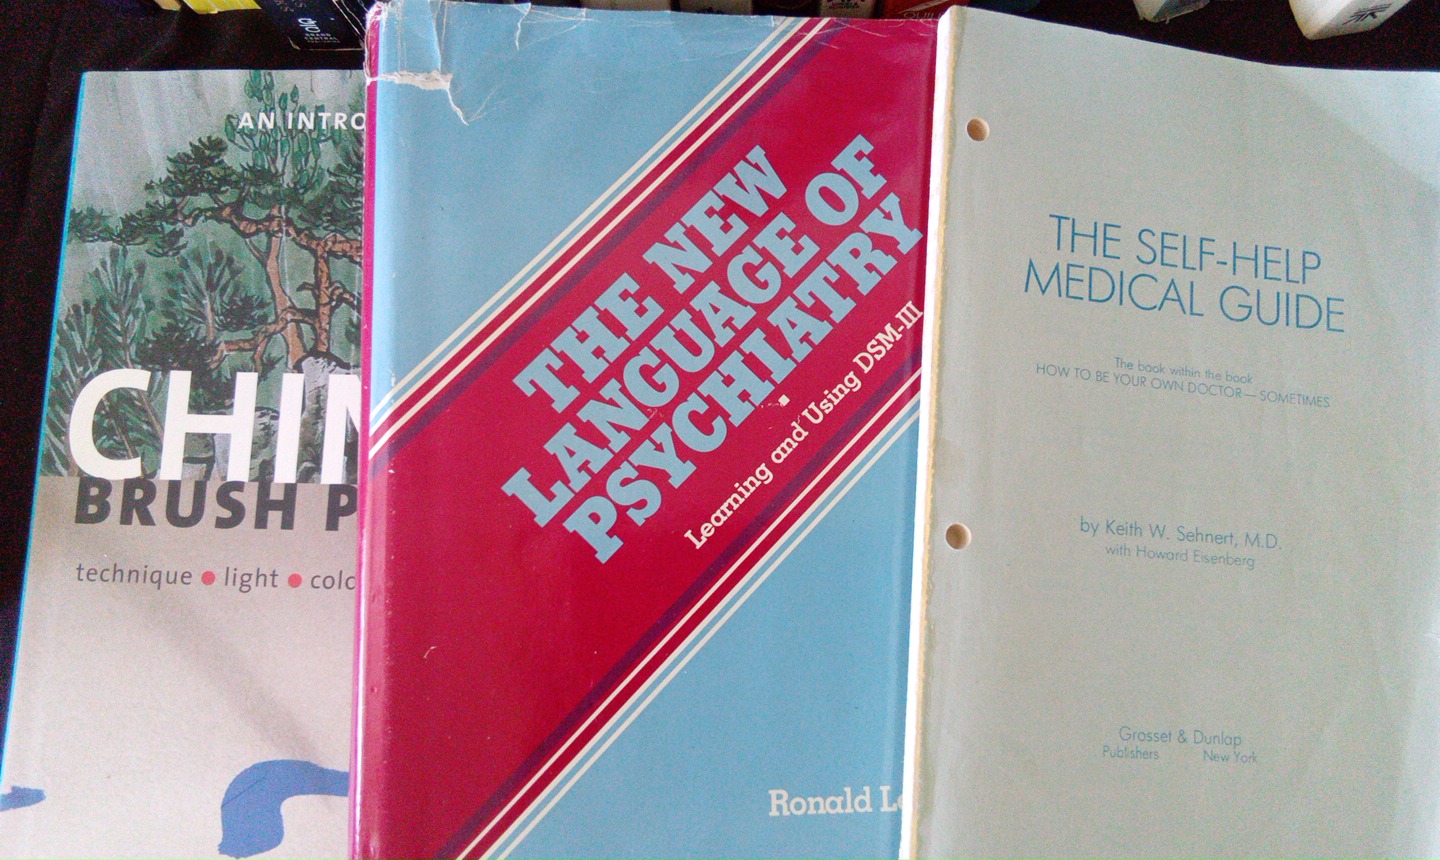 AN INTRO
CHIN
BRUSH P
technique • light • colo
THE NEW
LANGUAGE OF
PSYCHIATRY
Learning and Using DSM-III
Ronald Le
THE SELF-HELP
MEDICAL GUIDE
The book within the book
HOW TO BE YOUR OWN DOCTOR—SOMETIMES
by Keith W. Sehnert, M.D.
with Howard Eisenberg
Grosset & Dunlap
Publishers New York
GRAND
CENTRAL